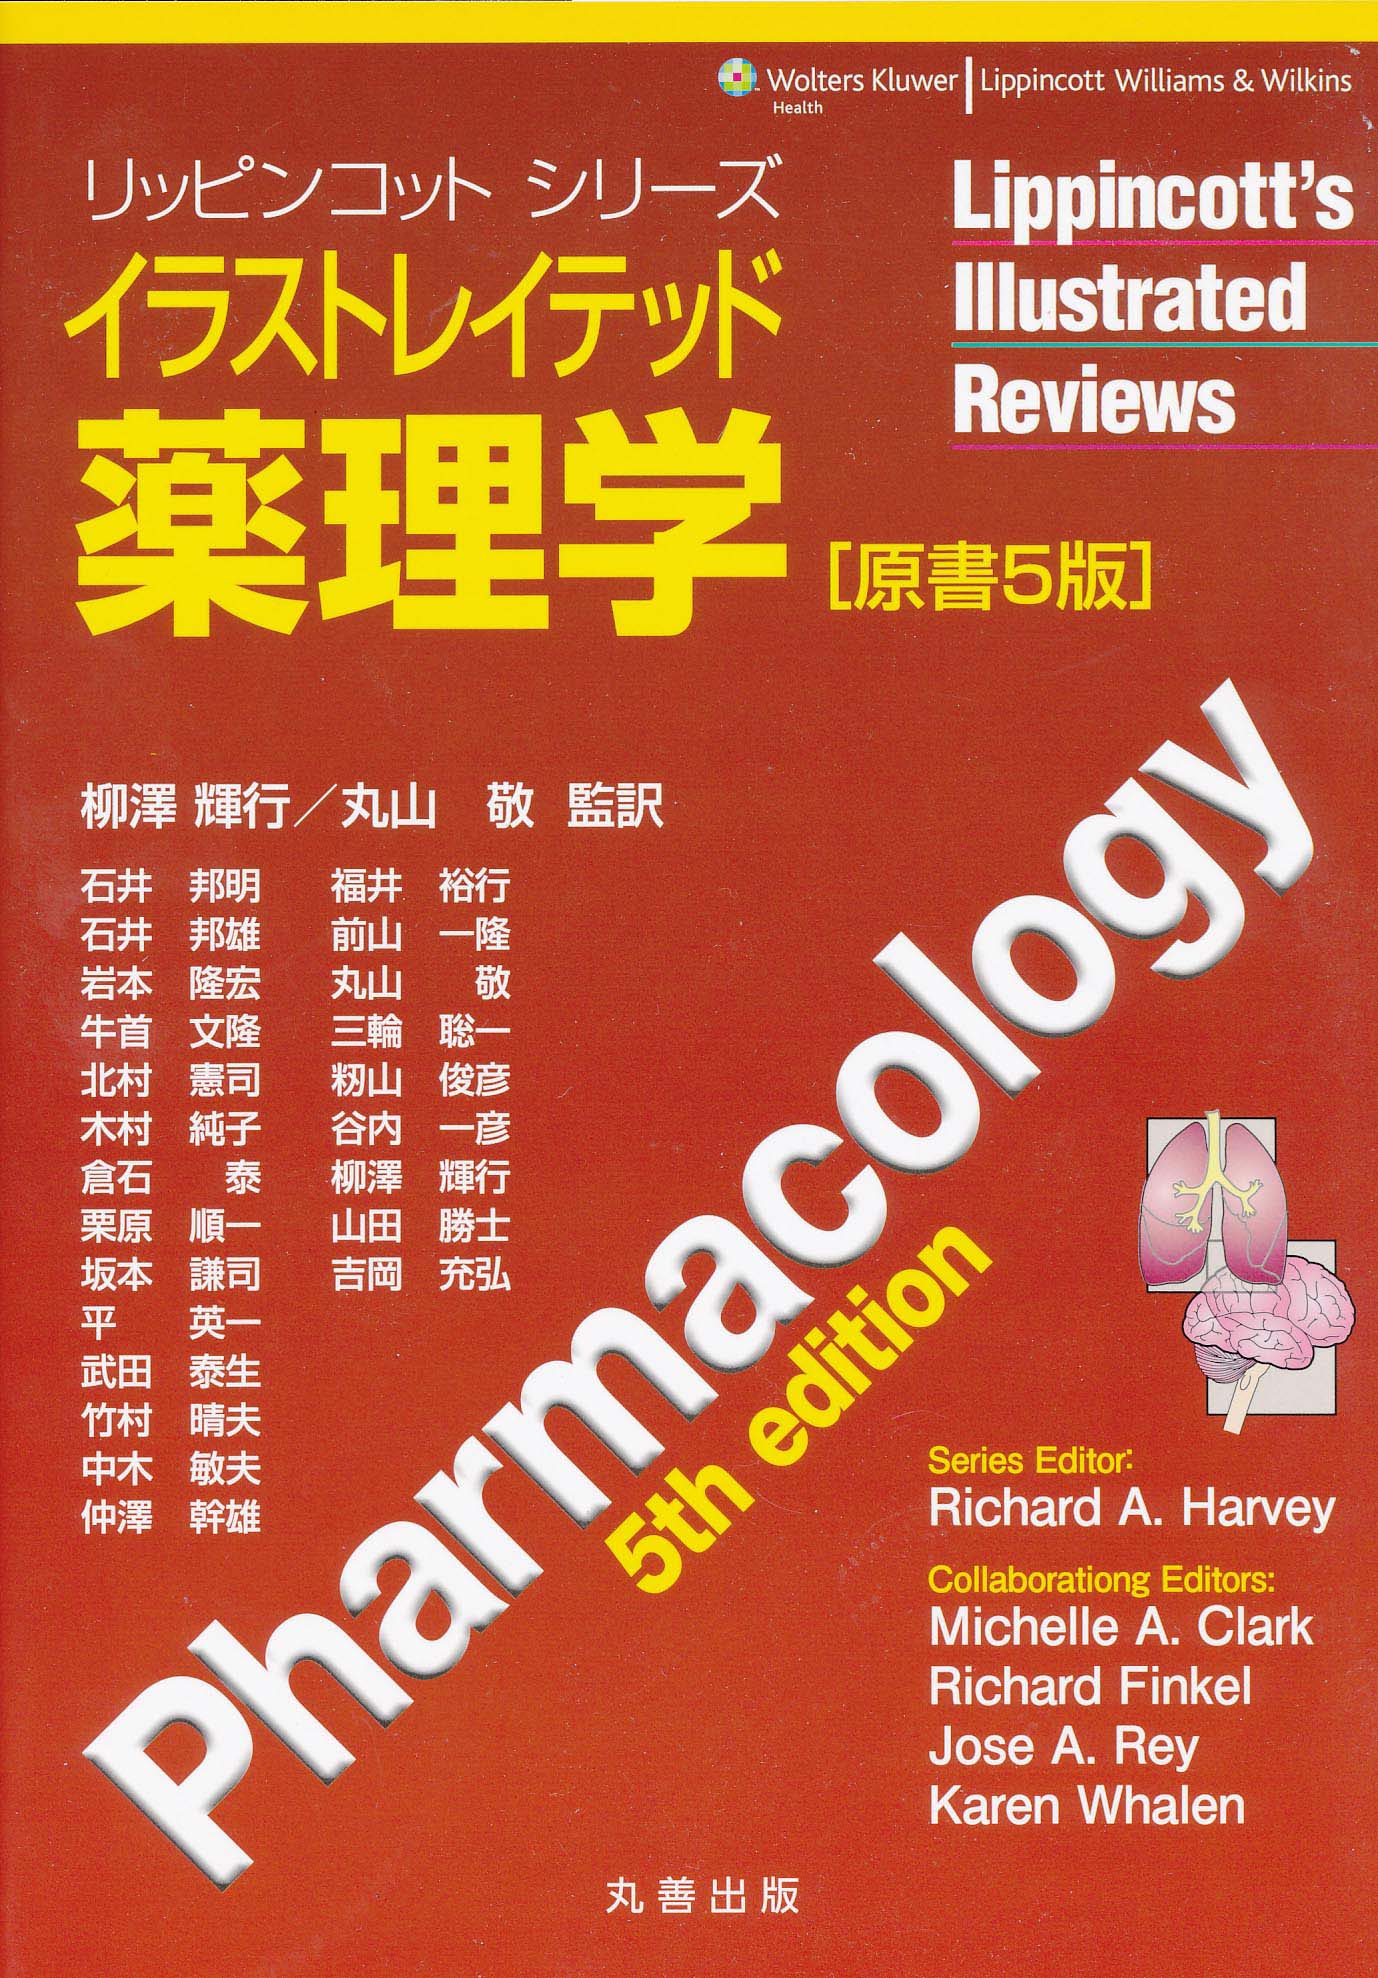 Wolters Kluwer | Lippincott Williams & Wilkins
Health
リッピンコット シリーズ
イラストレイテッド
薬理学
[原書5版]
Lippincott's
Illustrated
Reviews
柳澤 輝行／丸山 敬 監訳
石井 邦明 福井 裕行
石井 邦雄 前山 一隆
岩本 隆宏 丸山 敬
牛首 文隆 三輪 聡一
北村 憲司 籾山 俊彦
木村 純子 谷内 一彦
倉石 泰 柳澤 輝行
栗原 順一 山田 勝士
坂本 謙司 吉岡 充弘
平 英一
武田 泰生
竹村 晴夫
中木 敏夫
仲澤 幹雄
Pharmacology
5th edition
Series Editor:
Richard A. Harvey
Collaborationg Editors:
Michelle A. Clark
Richard Finkel
Jose A. Rey
Karen Whalen
丸善出版